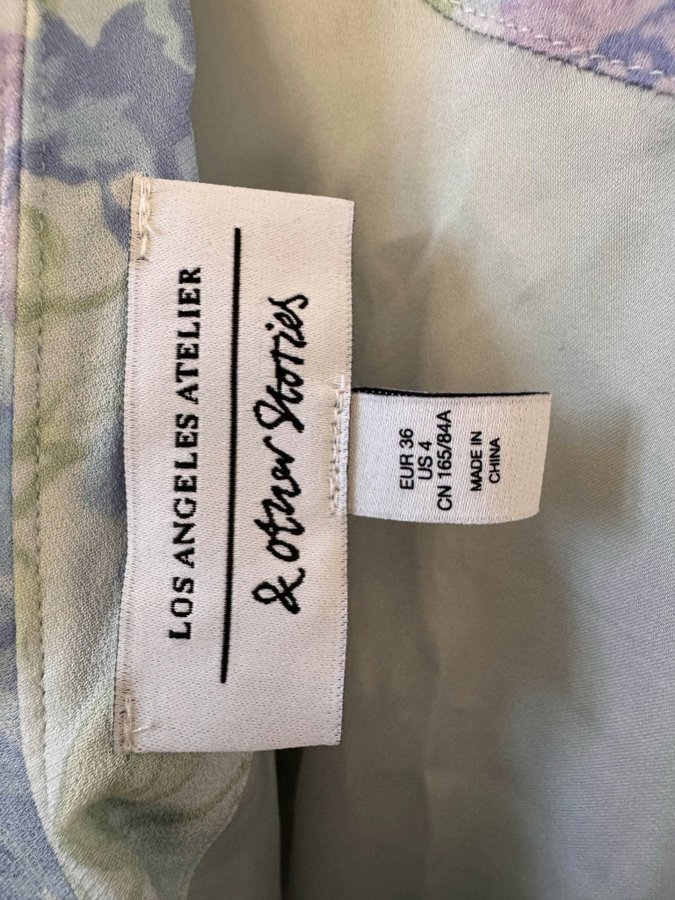 LOS ANGELES ATELIER
& other Stories
EUR 36
US 4
CN 165/84A
MADE IN
CHINA